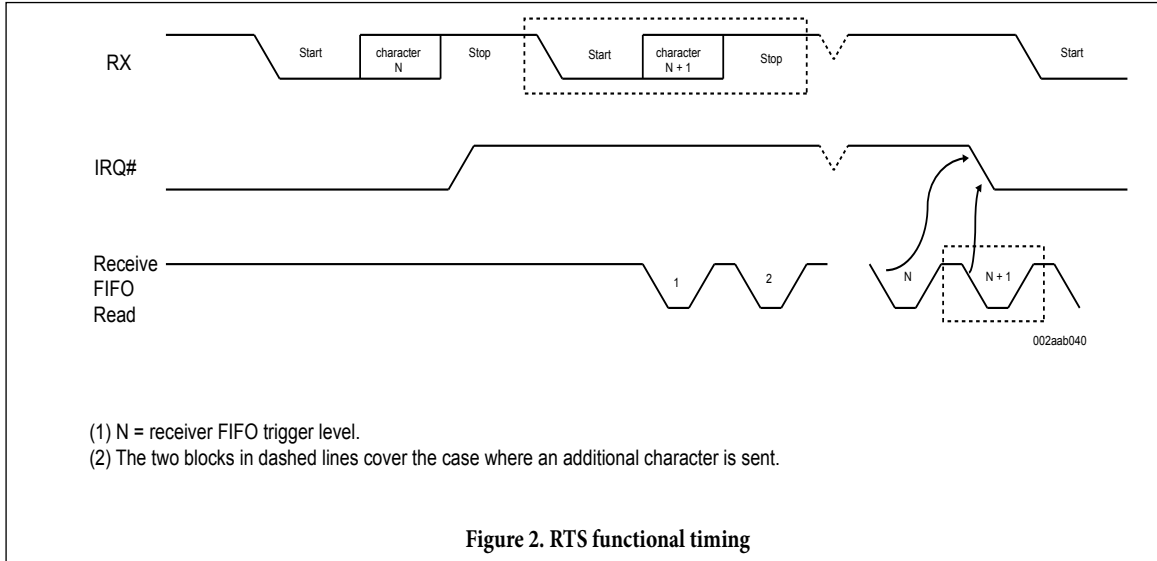 RX
Start
character
N
Stop
Start
character
N + 1
Stop
Start
IRQ#
Receive
FIFO
Read
1
2
N
N + 1
002aab040
(1) N = receiver FIFO trigger level.
(2) The two blocks in dashed lines cover the case where an additional character is sent.
Figure 2. RTS functional timing